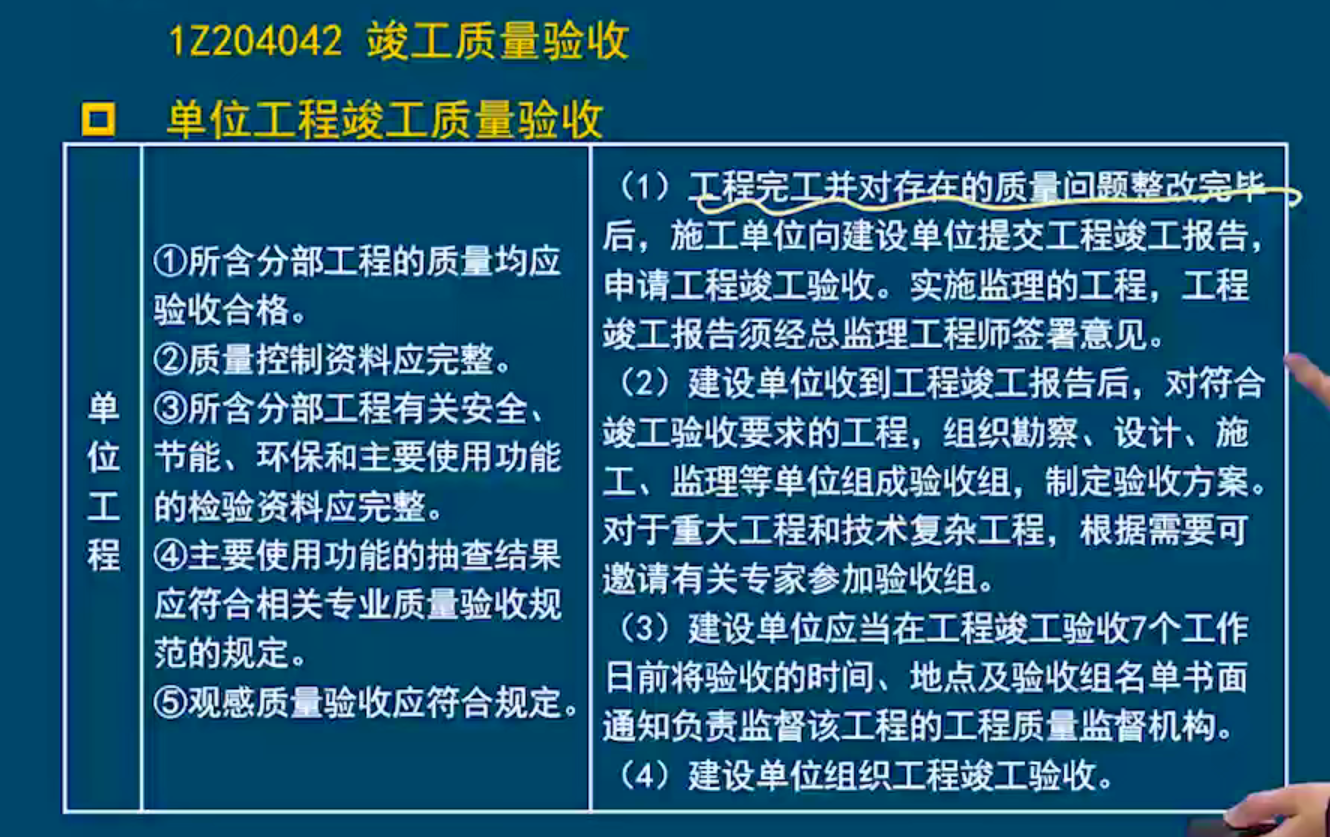 1Z204042 竣工质量验收
单位工程竣工质量验收
单
位
工
程
①所含分部工程的质量均应
验收合格。
②质量控制资料应完整。
③所含分部工程有关安全、
节能、环保和主要使用功能
的检验资料应完整。
④主要使用功能的抽查结果
应符合相关专业质量验收规
范的规定。
⑤观感质量验收应符合规定。
（1）工程完工并对存在的质量问题整改完毕
后，施工单位向建设单位提交工程竣工报告，
申请工程竣工验收。实施监理的工程，工程
竣工报告须经总监理工程师签署意见。
（2）建设单位收到工程竣工报告后，对符合
竣工验收要求的工程，组织勘察、设计、施
工、监理等单位组成验收组，制定验收方案。
对于重大工程和技术复杂工程，根据需要可
邀请有关专家参加验收组。
（3）建设单位应当在工程竣工验收7个工作
日前将验收的时间、地点及验收组名单书面
通知负责监督该工程的工程质量监督机构。
（4）建设单位组织工程竣工验收。